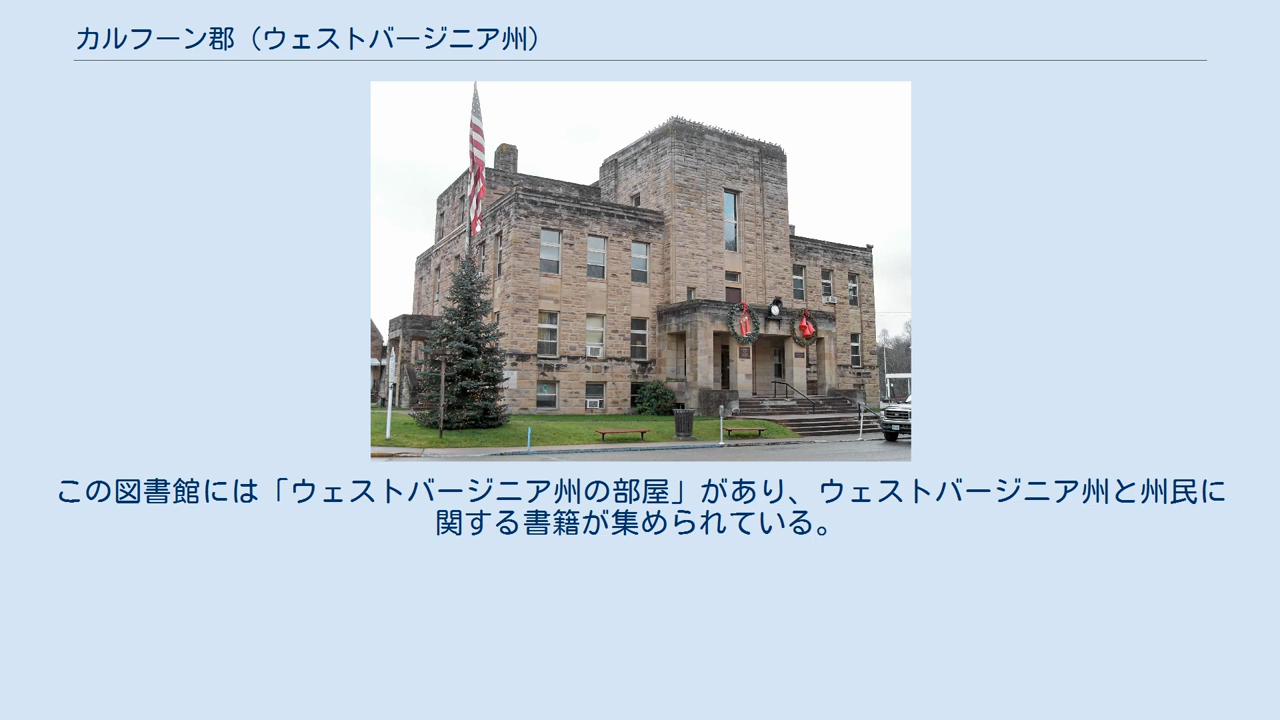 カルフーン郡（ウェストバージニア州）
この図書館には「ウェストバージニア州の部屋」があり、ウェストバージニア州と州民に
関する書籍が集められている。